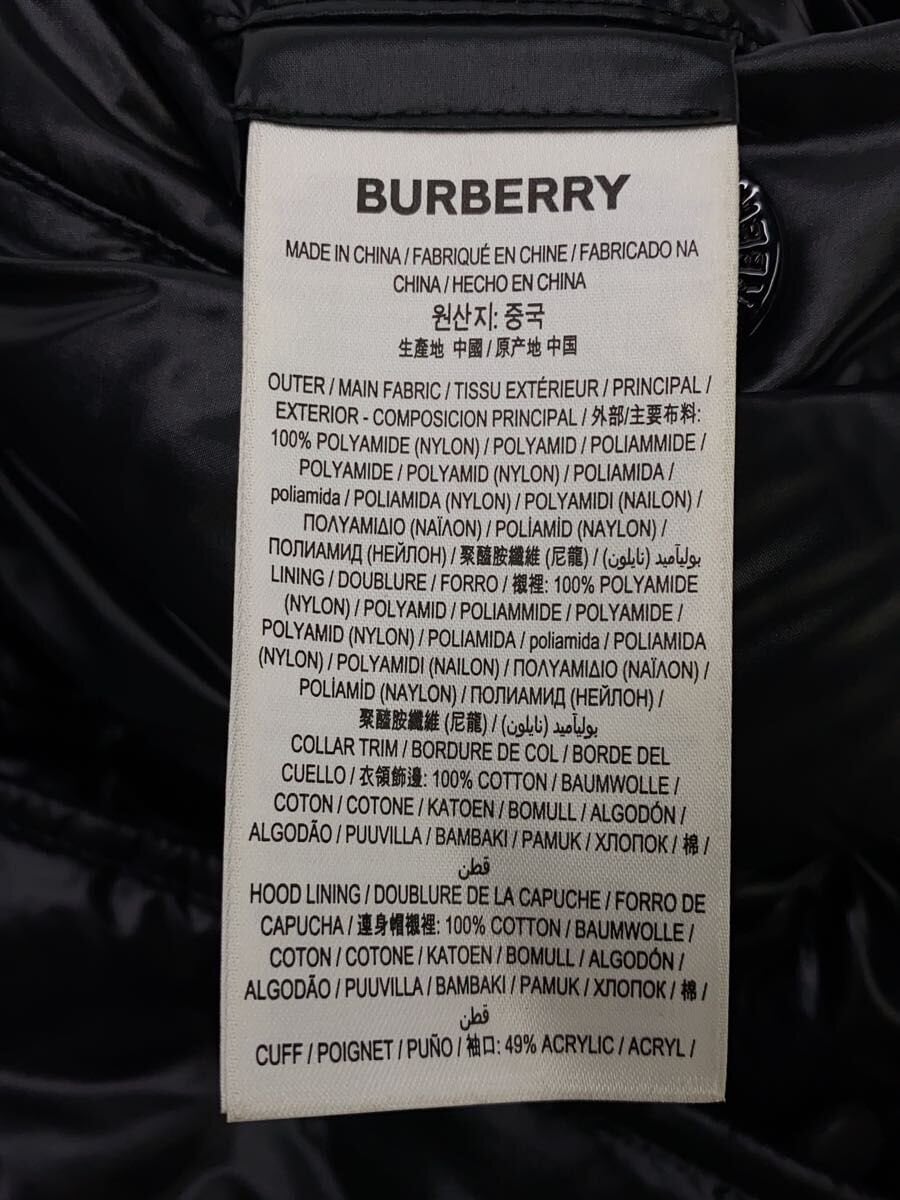 BURBERRY
MADE IN CHINA / FABRIQUÉ EN CHINE / FABRICADO NA
CHINA / HECHO EN CHINA
원산지: 중국
生產地 中國 / 原产地 中国
OUTER / MAIN FABRIC / TISSU EXTÉRIEUR / PRINCIPAL /
EXTERIOR - COMPOSICION PRINCIPAL / 外部/主要布料:
100% POLYAMIDE (NYLON) / POLYAMID / POLIAMMIDE /
POLYAMIDE / POLYAMID (NYLON) / POLIAMIDA /
poliamida / POLIAMIDA (NYLON) / POLYAMIDI (NAILON) /
ΠΟΛΥΑΜΙΔΙΟ (ΝΑΪΛΟΝ) / POLİAMİD (NAYLON) /
ПОЛИАМИД (НЕЙЛОН) / 聚醯胺纖維 (尼龍) / بوليآميد (نايلون)
LINING / DOUBLURE / FORRO / 襯裡: 100% POLYAMIDE
(NYLON) / POLYAMID / POLIAMMIDE / POLYAMIDE /
POLYAMID (NYLON) / POLIAMIDA / poliamida / POLIAMIDA
(NYLON) / POLYAMIDI (NAILON) / ΠΟΛΥΑΜΙΔΙΟ (ΝΑΪΛΟΝ) /
POLİAMİD (NAYLON) / ПОЛИАМИД (НЕЙЛОН) /
聚醯胺纖維 (尼龍) / بوليآميد (نايلون)
COLLAR TRIM / BORDURE DE COL / BORDE DEL
CUELLO / 衣領飾邊: 100% COTTON / BAUMWOLLE /
COTON / COTONE / KATOEN / BOMULL / ALGODÓN /
ALGODÃO / PUUVILLA / ΒΑΜΒΑΚΙ / PAMUK / ХЛОПОК / 棉 /
قطن
HOOD LINING / DOUBLURE DE LA CAPUCHE / FORRO DE
CAPUCHA / 連身帽襯裡: 100% COTTON / BAUMWOLLE /
COTON / COTONE / KATOEN / BOMULL / ALGODÓN /
ALGODÃO / PUUVILLA / ΒΑΜΒΑΚΙ / PAMUK / ХЛОПОК / 棉 /
قطن
CUFF / POIGNET / PUÑO / 袖口: 49% ACRYLIC / ACRYL /